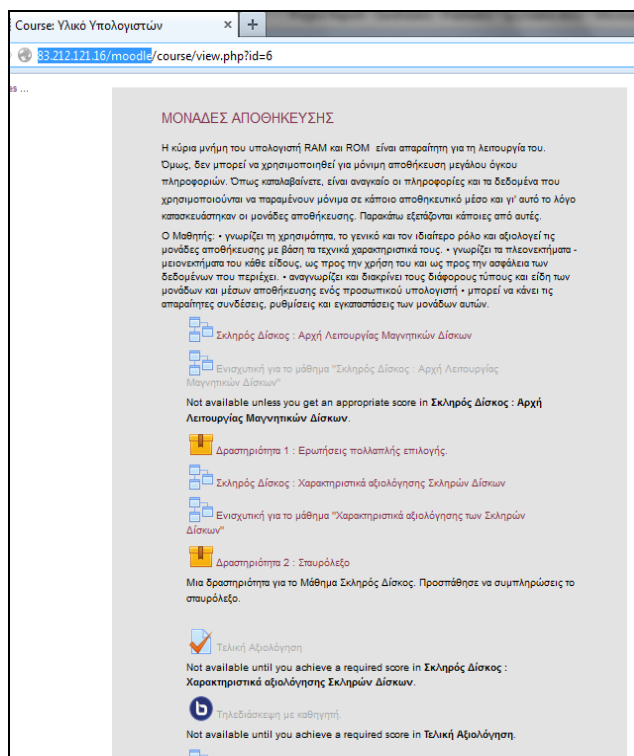 Course: Υλικό Υπολογιστών × +
83.212.121.16/moodle/course/view.php?id=6
es ...
ΜΟΝΑΔΕΣ ΑΠΟΘΗΚΕΥΣΗΣ
Η κύρια μνήμη του υπολογιστή RAM και ROM είναι απαραίτητη για τη λειτουργία του.
Όμως, δεν μπορεί να χρησιμοποιηθεί για μόνιμη αποθήκευση μεγάλου όγκου
πληροφοριών. Όπως καταλαβαίνετε, είναι αναγκαίο οι πληροφορίες και τα δεδομένα που
χρησιμοποιούνται να παραμένουν μόνιμα σε κάποιο αποθηκευτικό μέσο και γι' αυτό το λόγο
κατασκευάστηκαν οι μονάδες αποθήκευσης. Παρακάτω εξετάζονται κάποιες από αυτές.
Ο Μαθητής: • γνωρίζει τη χρησιμότητα, το γενικό και τον ιδιαίτερο ρόλο και αξιολογεί τις
μονάδες αποθήκευσης με βάση τα τεχνικά χαρακτηριστικά τους. • γνωρίζει τα πλεονεκτήματα -
μειονεκτήματα του κάθε είδους, ως προς την χρήση του και ως προς την ασφάλεια των
δεδομένων που περιέχει. • αναγνωρίζει και διακρίνει τους διάφορους τύπους και είδη των
μονάδων και μέσων αποθήκευσης ενός προσωπικού υπολογιστή • μπορεί να κάνει τις
απαραίτητες συνδέσεις, ρυθμίσεις και εγκαταστάσεις των μονάδων αυτών.
Σκληρός Δίσκος : Αρχή Λειτουργίας Μαγνητικών Δίσκων
Ενισχυτική για το μάθημα "Σκληρός Δίσκος : Αρχή Λειτουργίας
Μαγνητικών Δίσκων"
Not available unless you get an appropriate score in Σκληρός Δίσκος : Αρχή
Λειτουργίας Μαγνητικών Δίσκων.
Δραστηριότητα 1 : Ερωτήσεις πολλαπλής επιλογής.
Σκληρός Δίσκος : Χαρακτηριστικά αξιολόγησης Σκληρών Δίσκων
Ενισχυτική για το μάθημα "Χαρακτηριστικά αξιολόγησης των Σκληρών
Δίσκων"
Δραστηριότητα 2 : Σταυρόλεξο
Μια δραστηριότητα για το Μάθημα Σκληρός Δίσκος. Προσπάθησε να συμπληρώσεις το
σταυρόλεξο.
Τελική Αξιολόγηση
Not available until you achieve a required score in Σκληρός Δίσκος :
Χαρακτηριστικά αξιολόγησης Σκληρών Δίσκων.
b Τηλεδιάσκεψη με καθηγητή.
Not available until you achieve a required score in Τελική Αξιολόγηση.